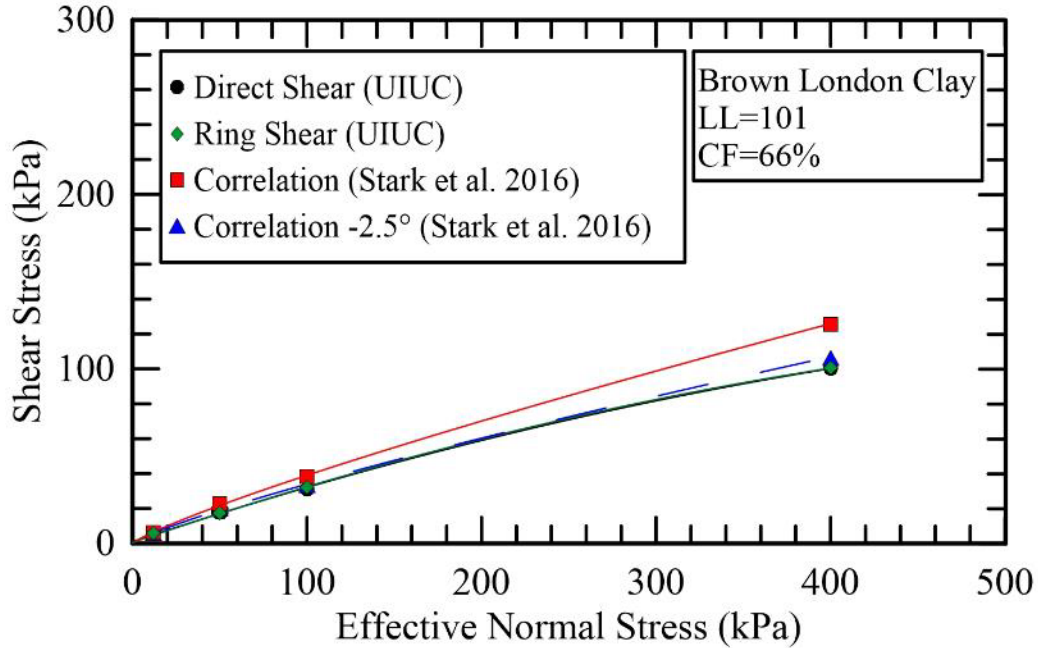 300
200
100
0
Shear Stress (kPa)
Direct Shear (UIUC)
Ring Shear (UIUC)
Correlation (Stark et al. 2016)
Correlation -2.5° (Stark et al. 2016)
Brown London Clay
LL=101
CF=66%
0 100 200 300 400 500
Effective Normal Stress (kPa)